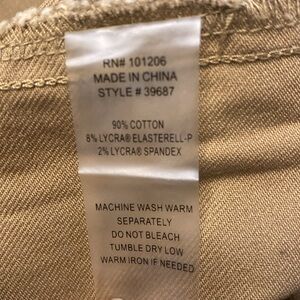 RN# 101206
MADE IN CHINA
STYLE # 39687
90% COTTON
8% LYCRA® ELASTERELL-P
2% LYCRA® SPANDEX
MACHINE WASH WARM
SEPARATELY
DO NOT BLEACH
TUMBLE DRY LOW
WARM IRON IF NEEDED